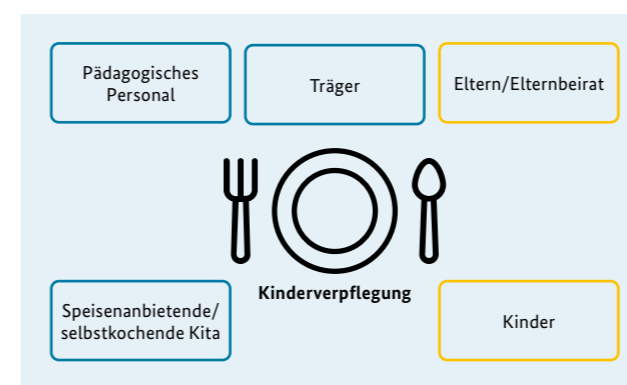 Pädagogisches
Personal
Träger
Eltern/Elternbeirat
Kinderverpflegung
Speisenanbietende/
selbstkochende Kita
Kinder